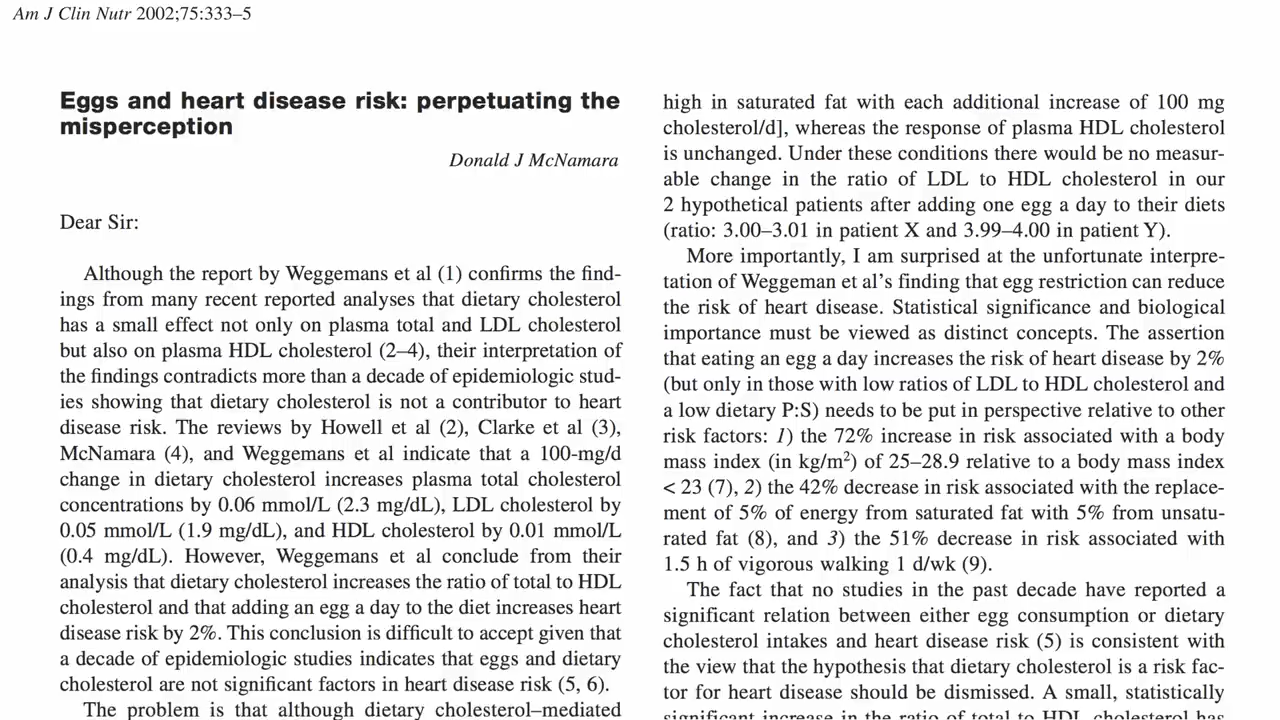 Am J Clin Nutr 2002;75:333–5
Eggs and heart disease risk: perpetuating the
misperception
Donald J McNamara
Dear Sir:
Although the report by Weggemans et al (1) confirms the find-
ings from many recent reported analyses that dietary cholesterol
has a small effect not only on plasma total and LDL cholesterol
but also on plasma HDL cholesterol (2–4), their interpretation of
the findings contradicts more than a decade of epidemiologic stud-
ies showing that dietary cholesterol is not a contributor to heart
disease risk. The reviews by Howell et al (2), Clarke et al (3),
McNamara (4), and Weggemans et al indicate that a 100-mg/d
change in dietary cholesterol increases plasma total cholesterol
concentrations by 0.06 mmol/L (2.3 mg/dL), LDL cholesterol by
0.05 mmol/L (1.9 mg/dL), and HDL cholesterol by 0.01 mmol/L
(0.4 mg/dL). However, Weggemans et al conclude from their
analysis that dietary cholesterol increases the ratio of total to HDL
cholesterol and that adding an egg a day to the diet increases heart
disease risk by 2%. This conclusion is difficult to accept given that
a decade of epidemiologic studies indicates that eggs and dietary
cholesterol are not significant factors in heart disease risk (5, 6).
The problem is that although dietary cholesterol–mediated
high in saturated fat with each additional increase of 100 mg
cholesterol/d], whereas the response of plasma HDL cholesterol
is unchanged. Under these conditions there would be no measur-
able change in the ratio of LDL to HDL cholesterol in our
2 hypothetical patients after adding one egg a day to their diets
(ratio: 3.00–3.01 in patient X and 3.99–4.00 in patient Y).
More importantly, I am surprised at the unfortunate interpre-
tation of Weggeman et al’s finding that egg restriction can reduce
the risk of heart disease. Statistical significance and biological
importance must be viewed as distinct concepts. The assertion
that eating an egg a day increases the risk of heart disease by 2%
(but only in those with low ratios of LDL to HDL cholesterol and
a low dietary P:S) needs to be put in perspective relative to other
risk factors: 1) the 72% increase in risk associated with a body
mass index (in kg/m²) of 25–28.9 relative to a body mass index
< 23 (7), 2) the 42% decrease in risk associated with the replace-
ment of 5% of energy from saturated fat with 5% from unsatu-
rated fat (8), and 3) the 51% decrease in risk associated with
1.5 h of vigorous walking 1 d/wk (9).
The fact that no studies in the past decade have reported a
significant relation between either egg consumption or dietary
cholesterol intakes and heart disease risk (5) is consistent with
the view that the hypothesis that dietary cholesterol is a risk fac-
tor for heart disease should be dismissed. A small, statistically
significant increase in the ratio of total to HDL cholesterol has